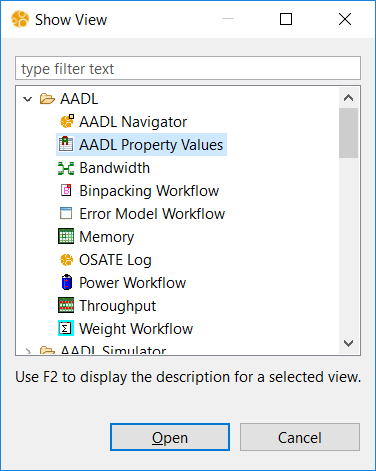 Show View
type filter text
AADL
AADL Navigator
AADL Property Values
Bandwidth
Binpacking Workflow
Error Model Workflow
Memory
OSATE Log
Power Workflow
Throughput
Weight Workflow
AADL Simulator
Use F2 to display the description for a selected view.
Open
Cancel